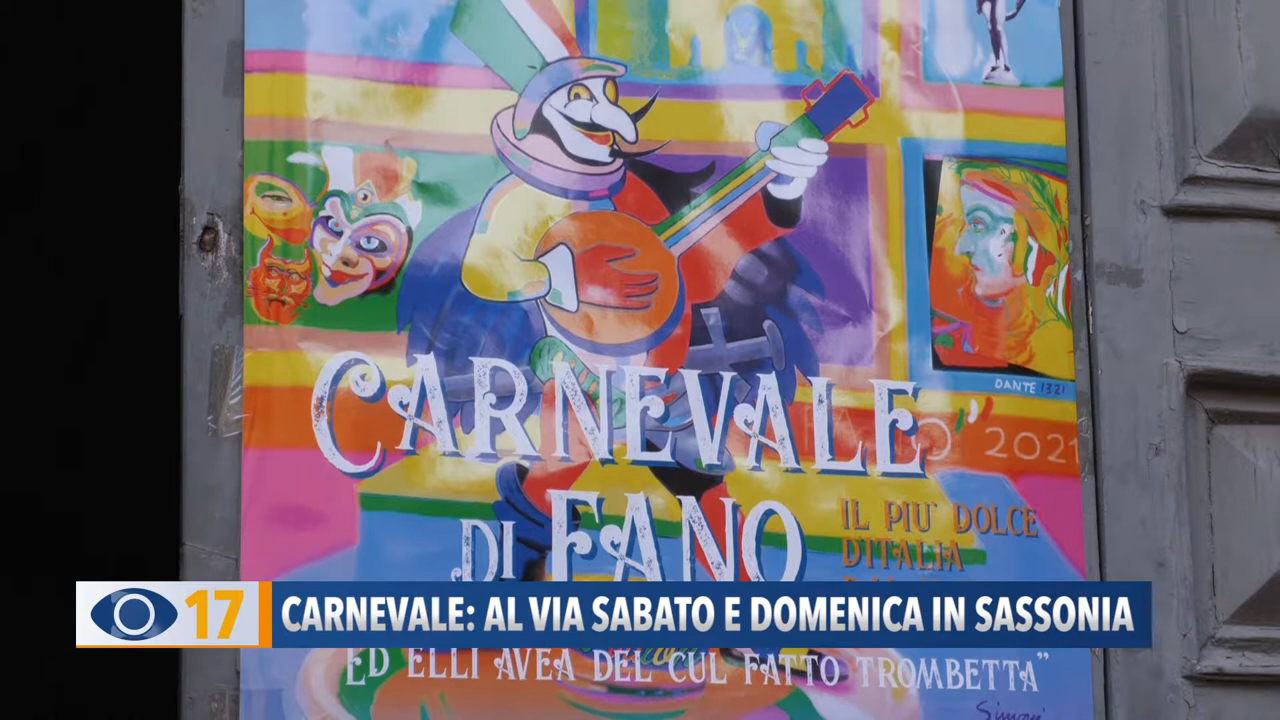 DANTE 1321
FANO 2021
CARNEVALE
DI FANO
IL PIU' DOLCE
D'ITALIA
17
CARNEVALE: AL VIA SABATO E DOMENICA IN SASSONIA
ED ELLI AVEA DEL CUL FATTO TROMBETTA"